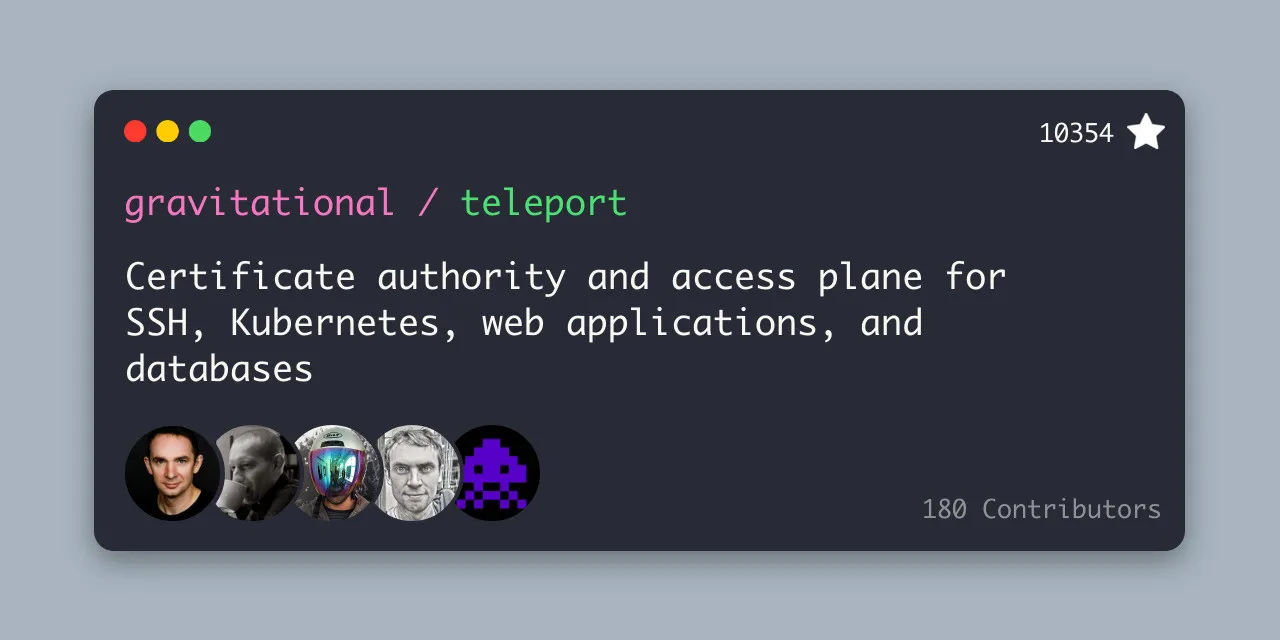 10354
gravitational / teleport
Certificate authority and access plane for
SSH, Kubernetes, web applications, and
databases
180 Contributors